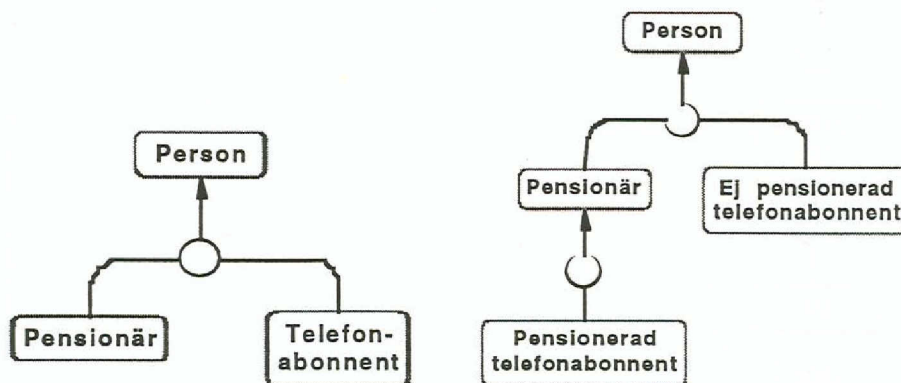 Person
Pensionär
Telefon-
abonnent
Person
Pensionär
Ej pensionerad
telefonabonnent
Pensionerad
telefonabonnent